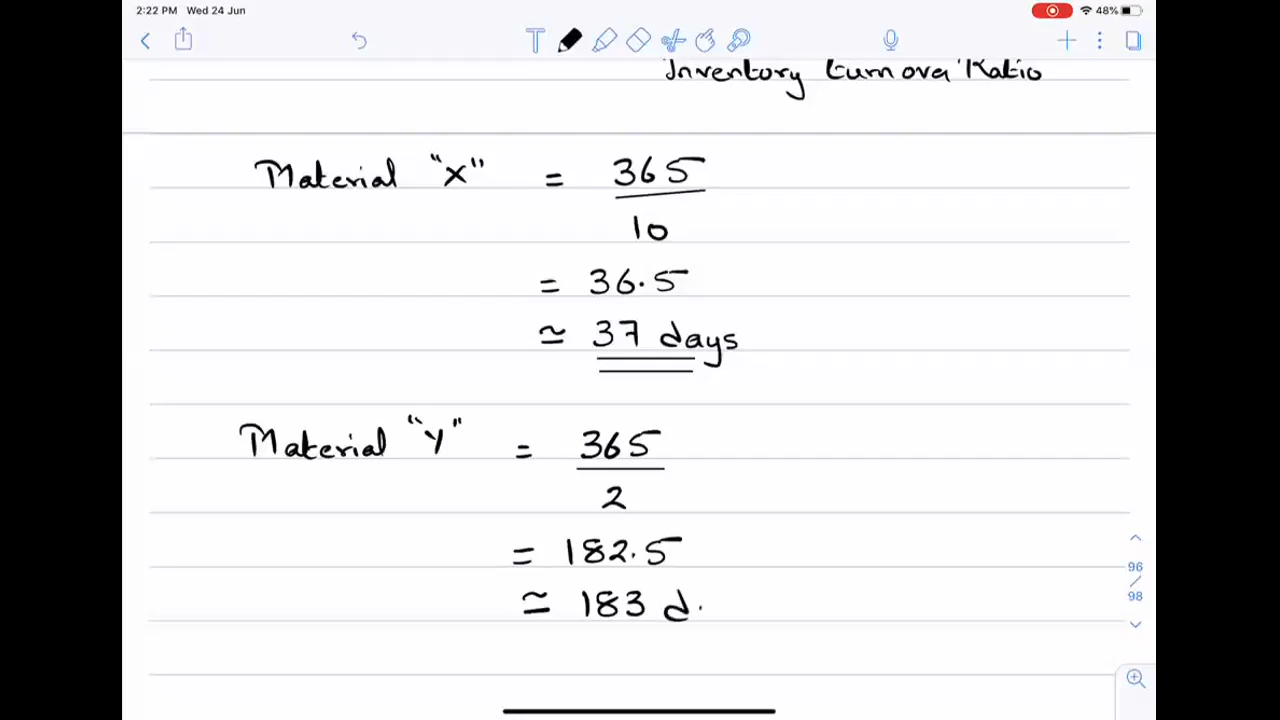 2:22 PM Wed 24 Jun
48%
T
Inventory turnover Ratio
Material "X" = 365
10
= 36.5
≃ 37 days
Material "Y" = 365
2
= 182.5
≃ 183 d.
96
/
98